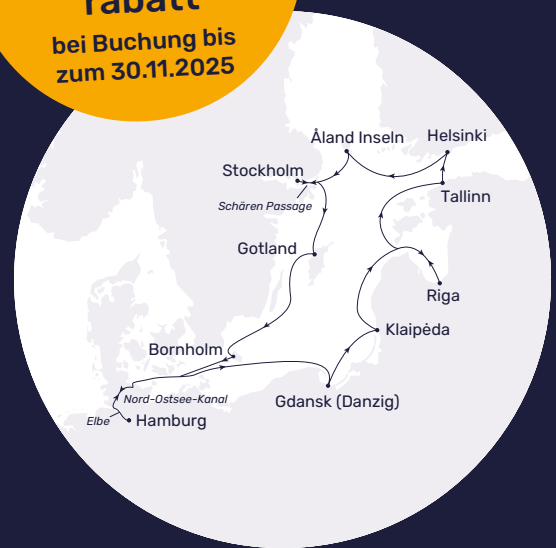 rabatt
bei Buchung bis
zum 30.11.2025
Åland Inseln
Helsinki
Stockholm
Schären Passage
Tallinn
Gotland
Riga
Klaipėda
Bornholm
Nord-Ostsee-Kanal
Gdansk (Danzig)
Elbe
Hamburg